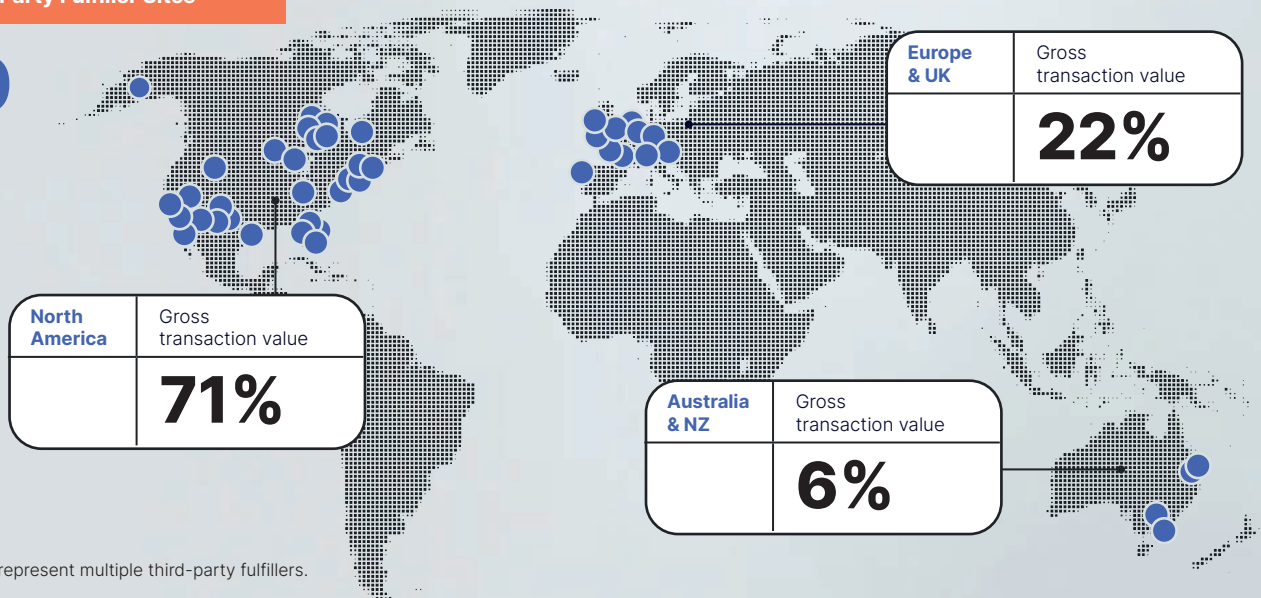 Party Fulfiller Sites
Europe
& UK
Gross
transaction value
22%
North
America
Gross
transaction value
71%
Australia
& NZ
Gross
transaction value
6%
represent multiple third-party fulfillers.